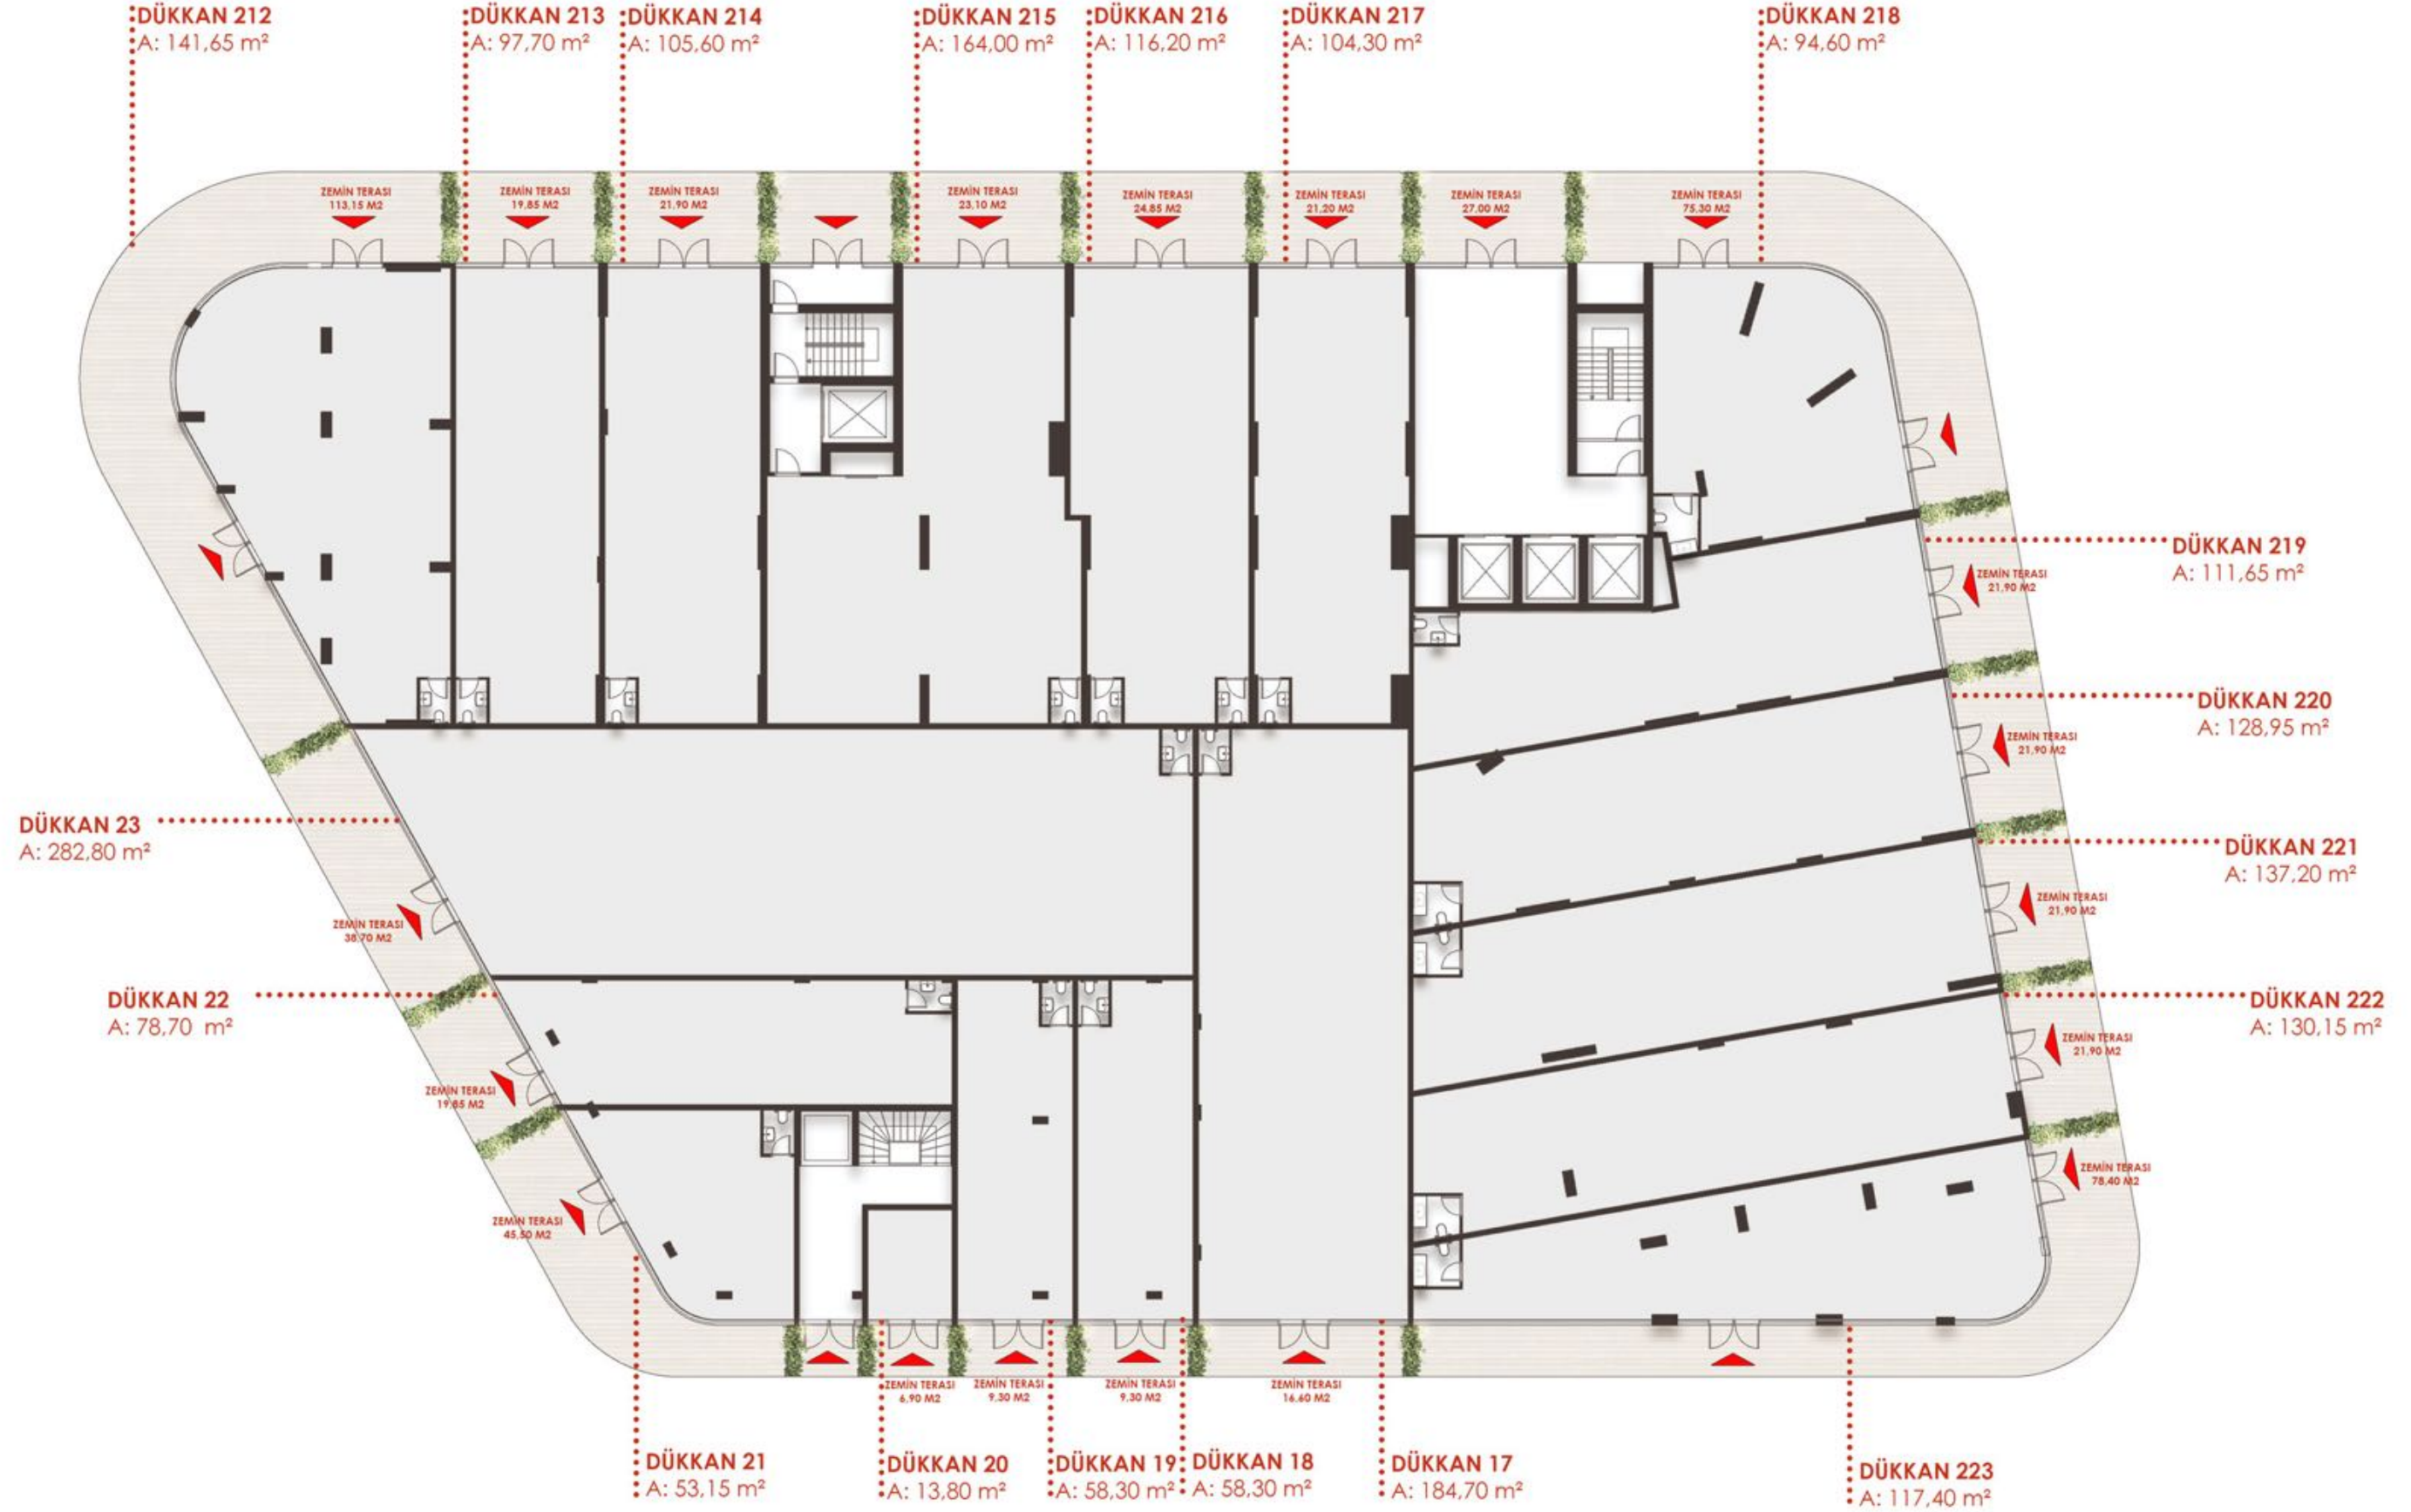 DÜKKAN 212
A: 141,65 m²
DÜKKAN 213
A: 97,70 m²
DÜKKAN 214
A: 105,60 m²
DÜKKAN 215
A: 164,00 m²
DÜKKAN 216
A: 116,20 m²
DÜKKAN 217
A: 104,30 m²
DÜKKAN 218
A: 94,60 m²
ZEMİN TERASI
113,15 M2
ZEMİN TERASI
19,85 M2
ZEMİN TERASI
21,90 M2
ZEMİN TERASI
23,10 M2
ZEMİN TERASI
24,85 M2
ZEMİN TERASI
21,20 M2
ZEMİN TERASI
27,00 M2
ZEMİN TERASI
75,30 M2
DÜKKAN 219
A: 111,65 m²
ZEMİN TERASI
21,90 M2
DÜKKAN 220
A: 128,95 m²
ZEMİN TERASI
21,90 M2
DÜKKAN 23
A: 282,80 m²
DÜKKAN 221
A: 137,20 m²
ZEMİN TERASI
38,70 M2
ZEMİN TERASI
21,90 M2
DÜKKAN 22
A: 78,70 m²
DÜKKAN 222
A: 130,15 m²
ZEMİN TERASI
21,90 M2
ZEMİN TERASI
19,85 M2
ZEMİN TERASI
78,40 M2
ZEMİN TERASI
45,50 M2
ZEMİN TERASI
6,90 M2
ZEMİN TERASI
9,30 M2
ZEMİN TERASI
9,30 M2
ZEMİN TERASI
16,60 M2
DÜKKAN 21
A: 53,15 m²
DÜKKAN 20
A: 13,80 m²
DÜKKAN 19
A: 58,30 m²
DÜKKAN 18
A: 58,30 m²
DÜKKAN 17
A: 184,70 m²
DÜKKAN 223
A: 117,40 m²